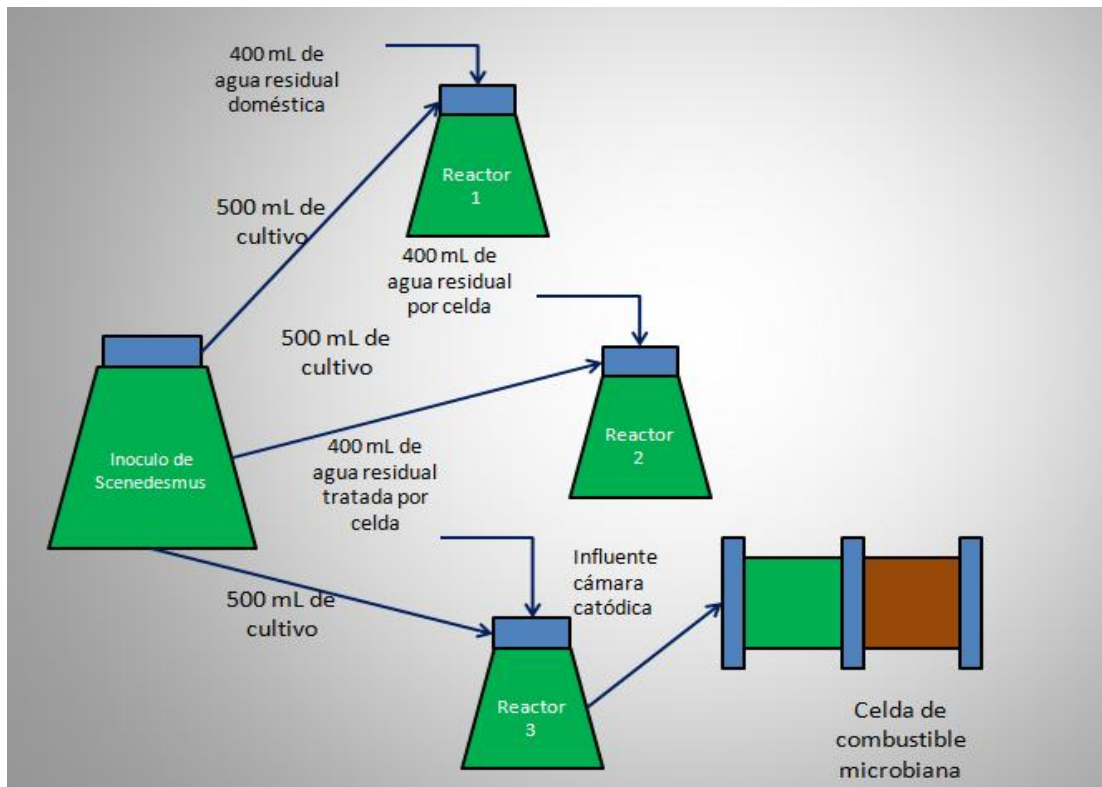 400 mL de
agua residual
doméstica
Reactor
1
500 mL de
cultivo
400 mL de
agua residual
por celda
500 mL de
cultivo
Reactor
2
Inoculo de
Scenedesmus
400 mL de
agua residual
tratada por
celda
Influente
cámara
catódica
500 mL de
cultivo
Reactor
3
Celda de
combustible
microbiana